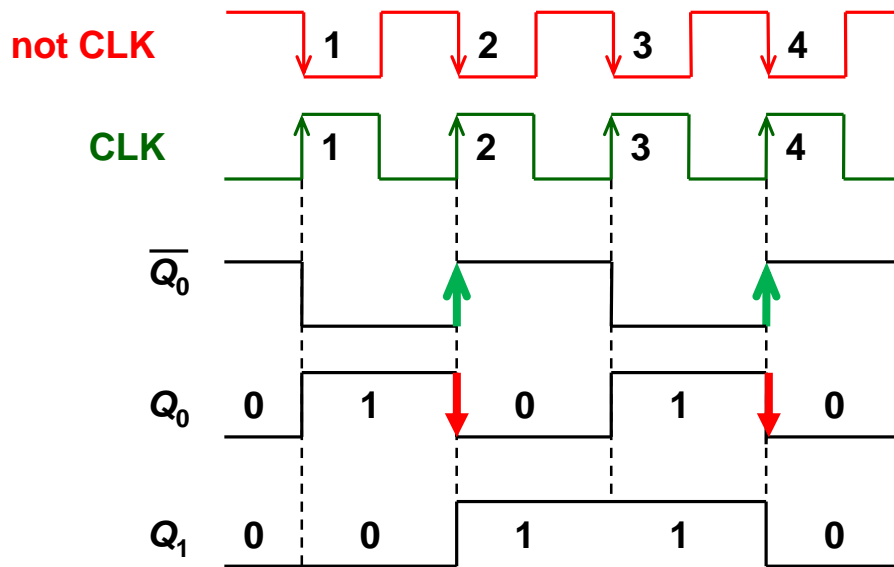 not CLK 1 2 3 4
CLK 1 2 3 4
Q̅₀
Q₀ 0 1 0 1 0
Q₁ 0 0 1 1 0